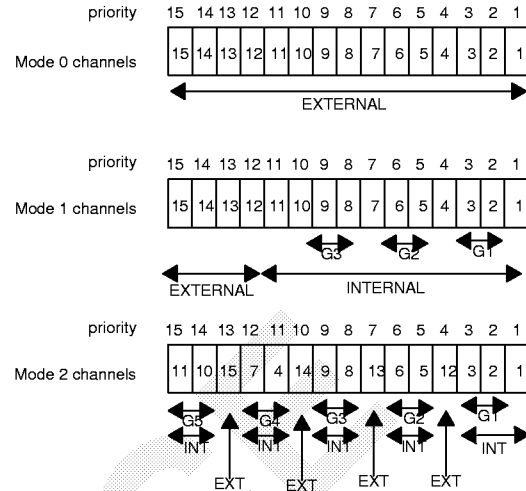 priority 15 14 13 12 11 10 9 8 7 6 5 4 3 2 1
Mode 0 channels 15 14 13 12 11 10 9 8 7 6 5 4 3 2 1
EXTERNAL
priority 15 14 13 12 11 10 9 8 7 6 5 4 3 2 1
Mode 1 channels 15 14 13 12 11 10 9 8 7 6 5 4 3 2 1
G3 G2 G1
EXTERNAL INTERNAL
priority 15 14 13 12 11 10 9 8 7 6 5 4 3 2 1
Mode 2 channels 11 10 15 7 4 14 9 8 13 6 5 12 3 2 1
G5 G4 G3 G2 G1
INT INT INT INT INT
EXT EXT EXT EXT